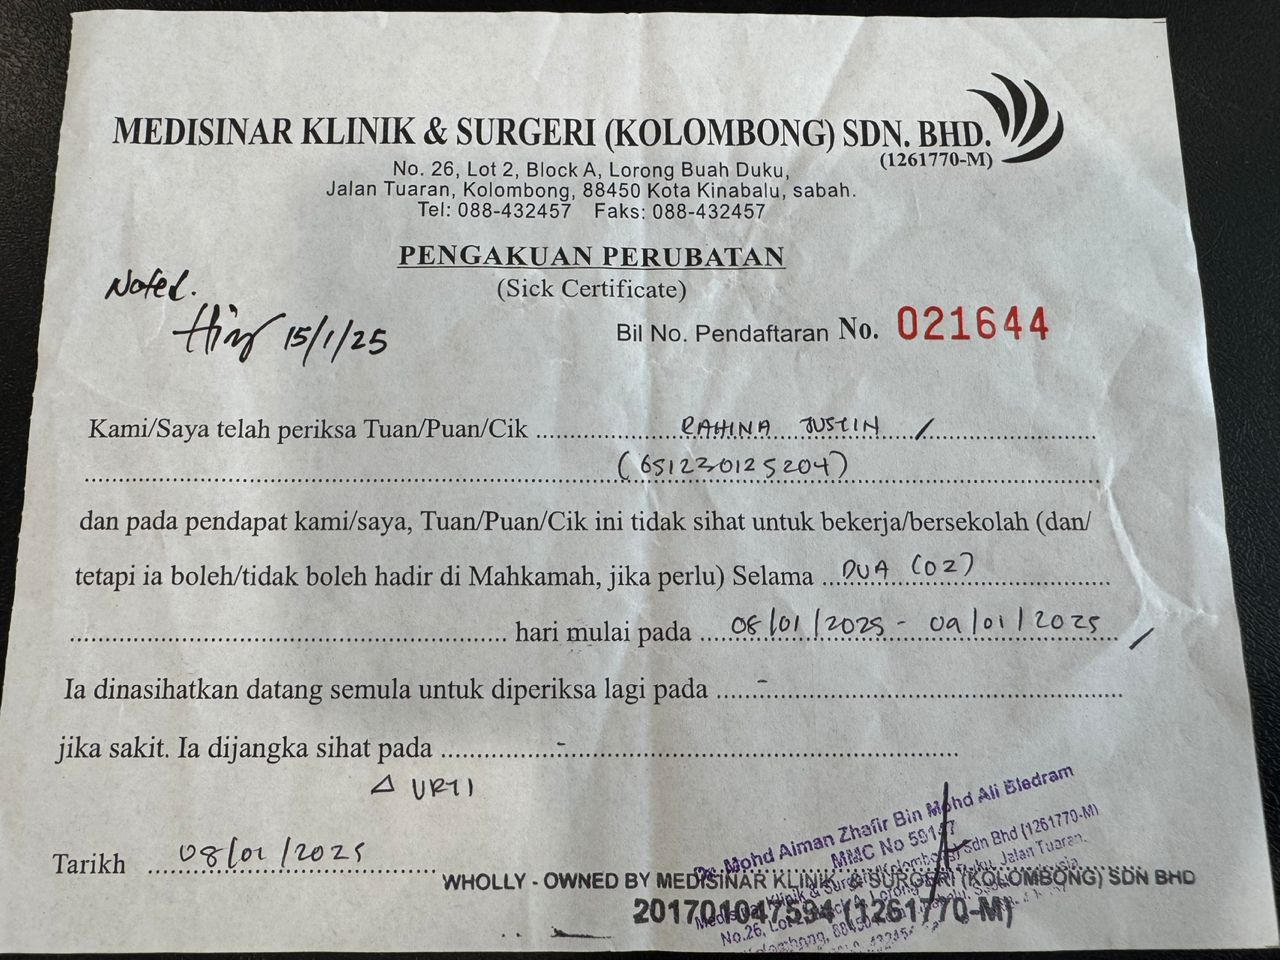 MEDISINAR KLINIK & SURGERI (KOLOMBONG) SDN. BHD.
(1261770-M)
No. 26, Lot 2, Block A, Lorong Buah Duku,
Jalan Tuaran, Kolombong, 88450 Kota Kinabalu, sabah.
Tel: 088-432457 Faks: 088-432457
PENGAKUAN PERUBATAN
(Sick Certificate)
Noted.
15/1/25
Bil No. Pendaftaran No. 021644
Kami/Saya telah periksa Tuan/Puan/Cik RAHINA JUSTIN /
(651230125204)
dan pada pendapat kami/saya, Tuan/Puan/Cik ini tidak sihat untuk bekerja/bersekolah (dan/
tetapi ia boleh/tidak boleh hadir di Mahkamah, jika perlu) Selama DUA (02)
hari mulai pada 08/01/2025 - 09/01/2025 /
Ia dinasihatkan datang semula untuk diperiksa lagi pada -
jika sakit. Ia dijangka sihat pada -
Δ URTI
Tarikh 08/01/2025
Dr. Mohd Aiman Zhafir Bin Mohd Ali Bledram
MMC No 59147
Medisinar Klinik & Surgeri Kolombong Sdn Bhd (1261770-M)
No.26, Lot 2, Lorong Buah Duku, Jalan Tuaran,
Kolombong, 88450
WHOLLY - OWNED BY MEDISINAR KLINIK & SURGERI (KOLOMBONG) SDN BHD
201701047594 (1261770-M)